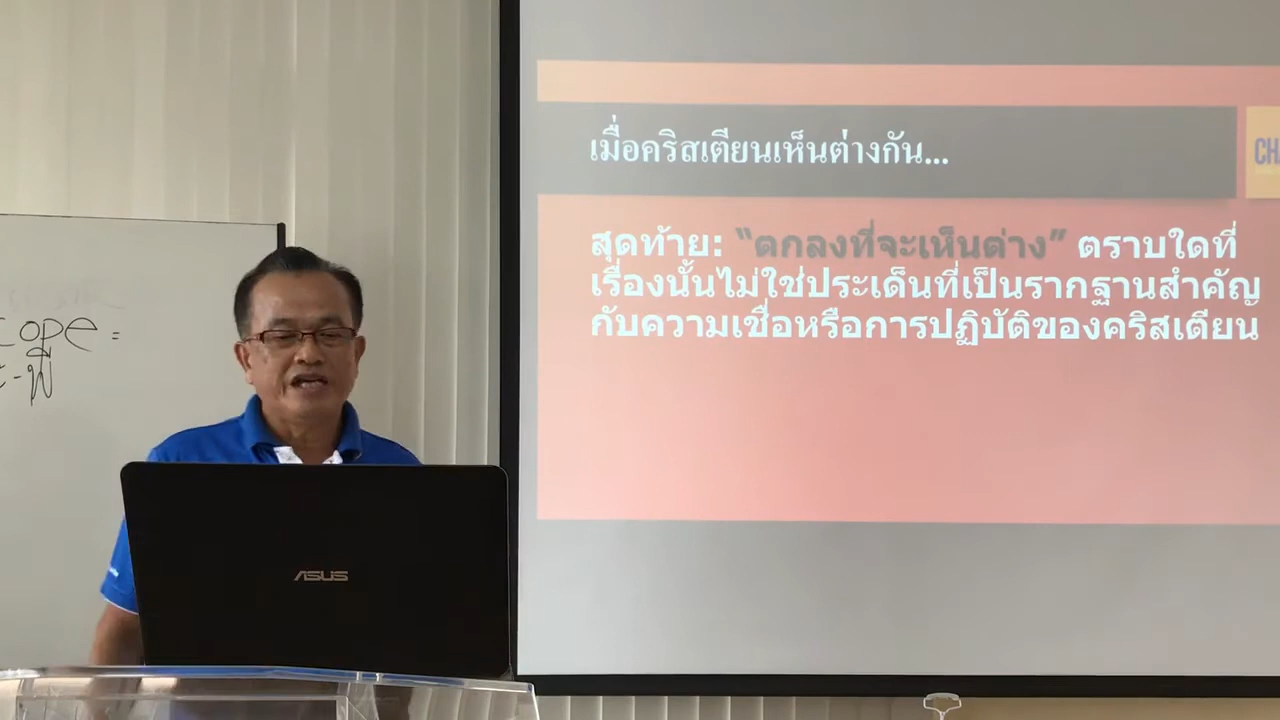 เมื่อคริสเตียนเห็นต่างกัน...
สุดท้าย: “ตกลงที่จะเห็นต่าง” ตราบใดที่
เรื่องนั้นไม่ใช่ประเด็นที่เป็นรากฐานสำคัญ
กับความเชื่อหรือการปฏิบัติของคริสเตียน
cope =
ASUS